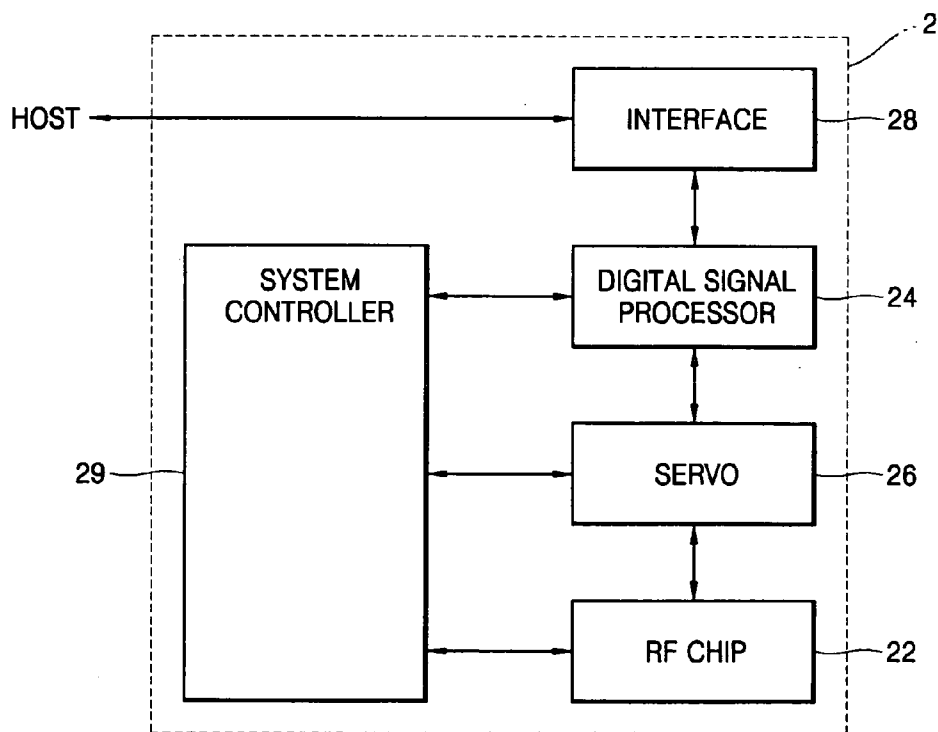 2
HOST
INTERFACE
28
SYSTEM
CONTROLLER
DIGITAL SIGNAL
PROCESSOR
24
29
SERVO
26
RF CHIP
22